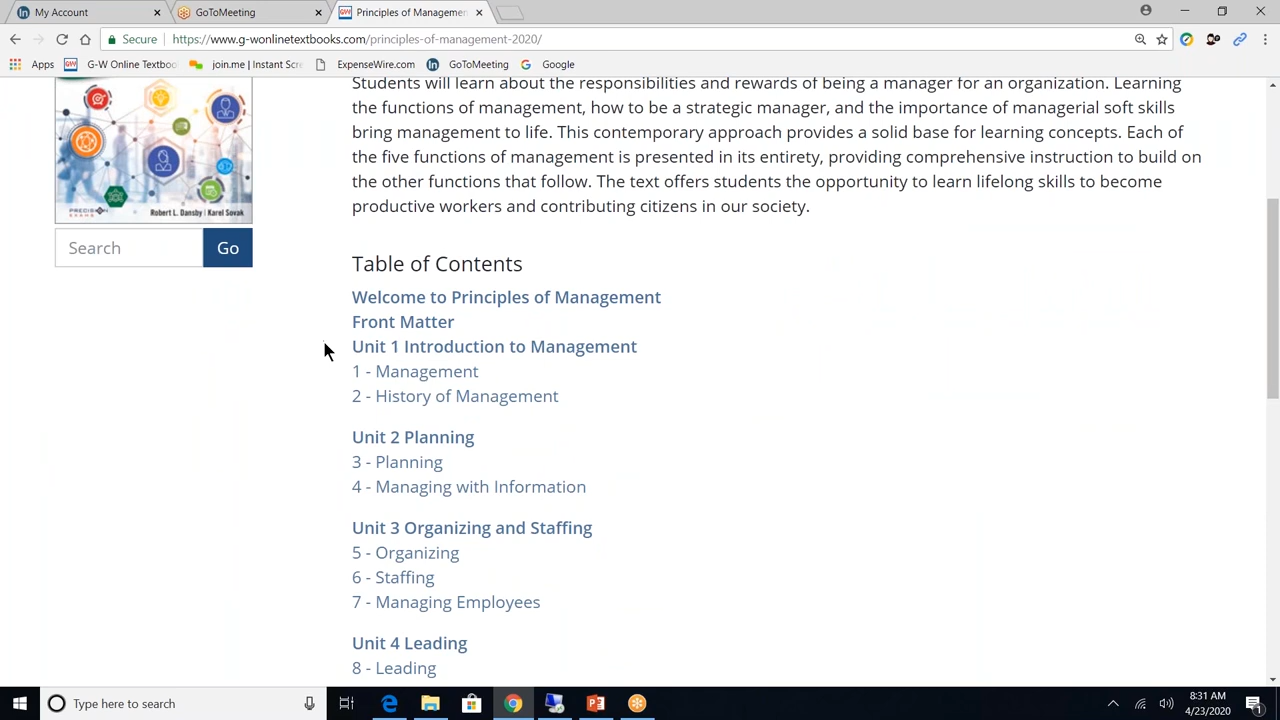 My Account
GoToMeeting
Principles of Managemen
Secure
https://www.g-wonlinetextbooks.com/principles-of-management-2020/
Apps
G-W Online Textboo
join.me | Instant Scre
ExpenseWire.com
GoToMeeting
Google
PRECISION EXAMS
Robert L. Dansby | Karel Sovak
Search
Go
Students will learn about the responsibilities and rewards of being a manager for an organization. Learning
the functions of management, how to be a strategic manager, and the importance of managerial soft skills
bring management to life. This contemporary approach provides a solid base for learning concepts. Each of
the five functions of management is presented in its entirety, providing comprehensive instruction to build on
the other functions that follow. The text offers students the opportunity to learn lifelong skills to become
productive workers and contributing citizens in our society.
Table of Contents
Welcome to Principles of Management
Front Matter
Unit 1 Introduction to Management
1 - Management
2 - History of Management
Unit 2 Planning
3 - Planning
4 - Managing with Information
Unit 3 Organizing and Staffing
5 - Organizing
6 - Staffing
7 - Managing Employees
Unit 4 Leading
8 - Leading
Type here to search
8:31 AM
4/23/2020